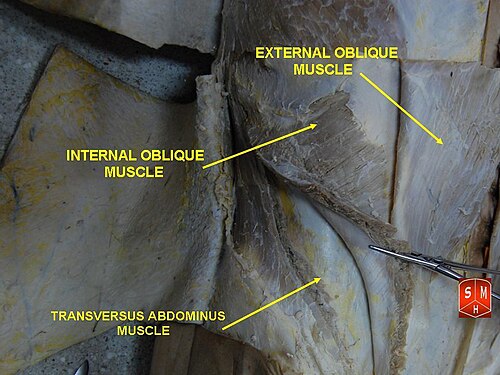 EXTERNAL OBLIQUE
MUSCLE
INTERNAL OBLIQUE
MUSCLE
TRANSVERSUS ABDOMINUS
MUSCLE
S M
H